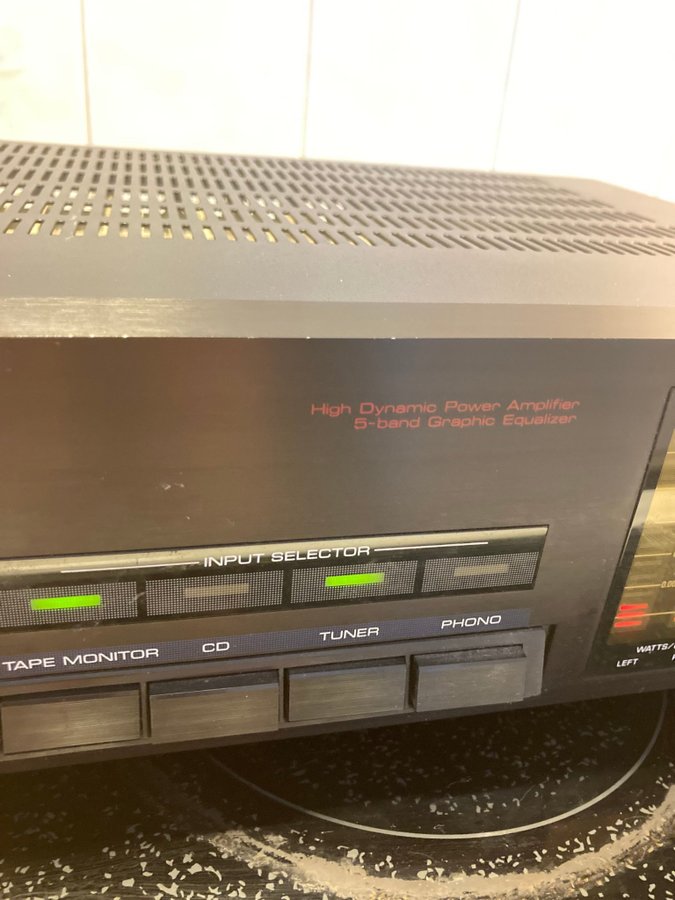 High Dynamic Power Amplifier
5-band Graphic Equalizer
INPUT SELECTOR
TAPE MONITOR
CD
TUNER
PHONO
LEFT